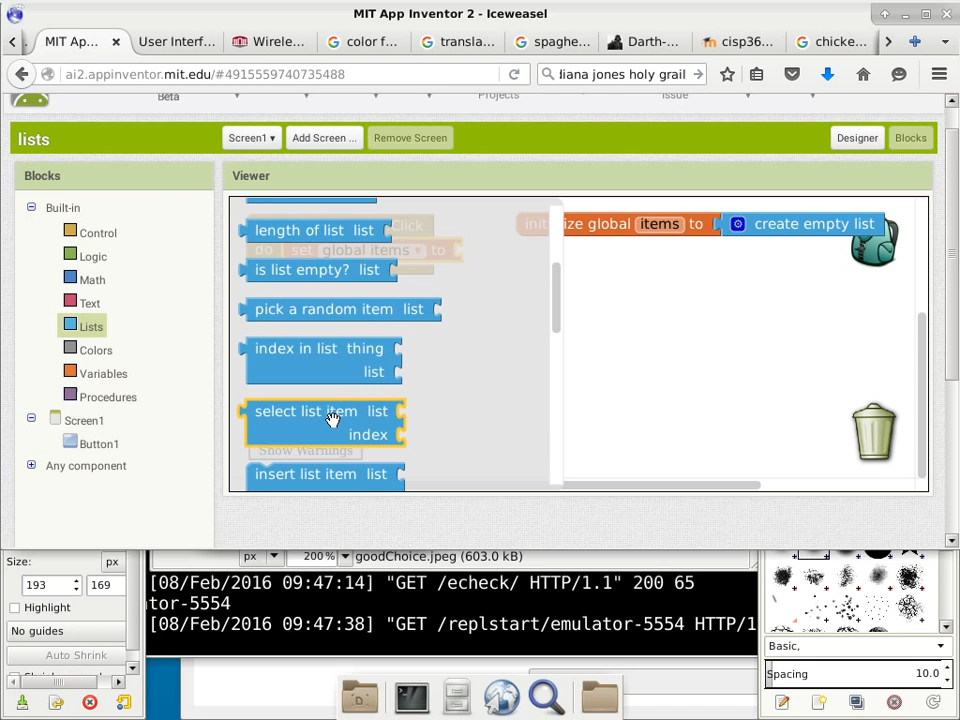 MIT App Inventor 2 - Iceweasel
MIT Ap...
User Interf...
Wirele...
color f...
transla...
spaghe...
Darth-...
cisp36...
chicke...
ai2.appinventor.mit.edu/#4915559740735488
liana jones holy grail
Beta
Projects
Issue
lists
Screen1
Add Screen ...
Remove Screen
Designer
Blocks
Blocks
Viewer
Built-in
Control
Logic
Math
Text
Lists
Colors
Variables
Procedures
Screen1
Button1
Any component
Click
do set global items to
length of list list
is list empty? list
pick a random item list
index in list thing
list
select list item list
index
Show Warnings
insert list item list
initialize global items to create empty list
Size:
px
193
169
Highlight
No guides
Auto Shrink
px
200%
goodChoice.jpeg (603.0 kB)
[08/Feb/2016 09:47:14] "GET /echeck/ HTTP/1.1" 200 65
tor-5554
[08/Feb/2016 09:47:38] "GET /replstart/emulator-5554 HTTP/1
Basic,
Spacing
10.0